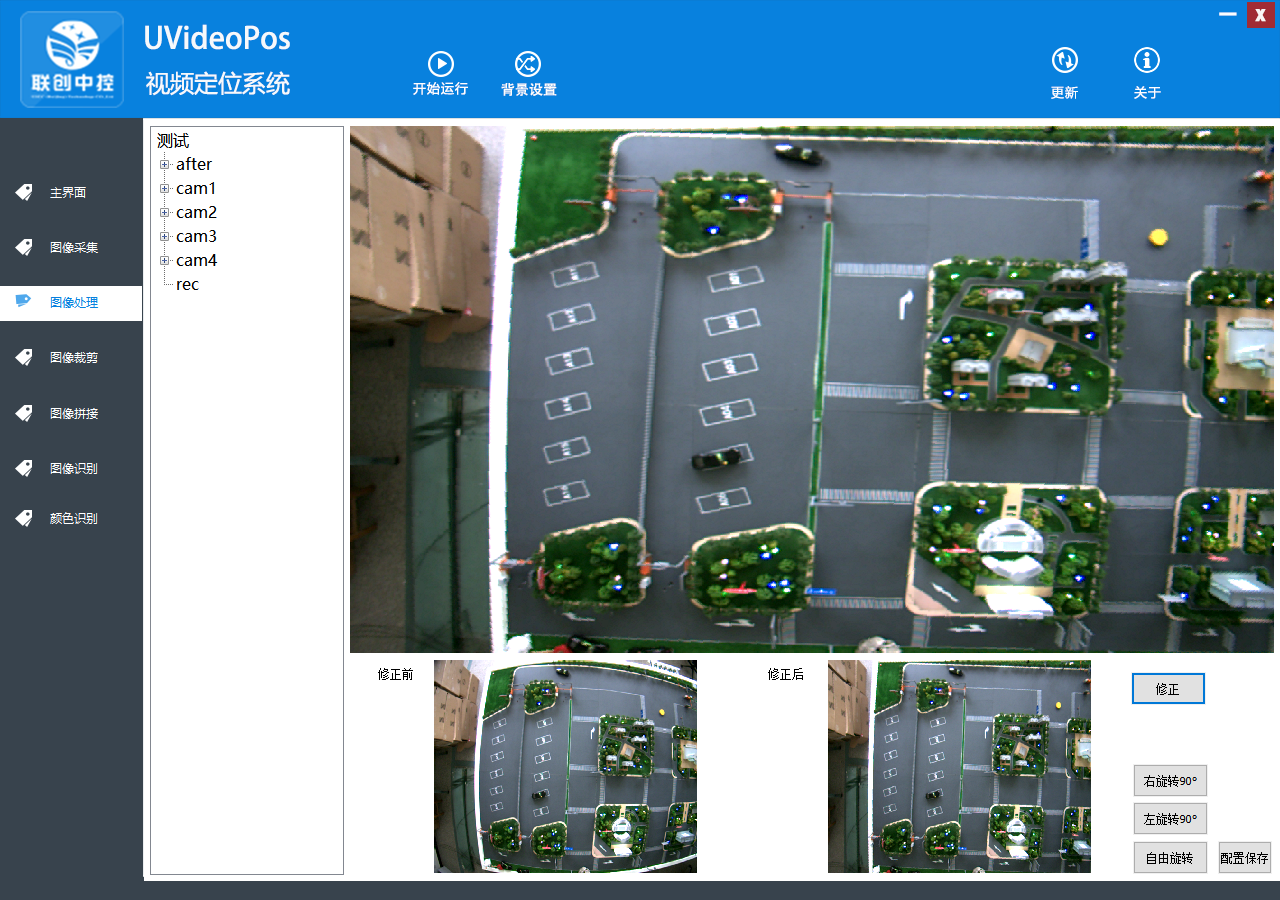 联创中控
UVideoPos
视频定位系统
开始运行
背景设置
更新
关于
X
主界面
图像采集
图像处理
图像裁剪
图像拼接
图像识别
颜色识别
测试
after
cam1
cam2
cam3
cam4
rec
修正前
修正后
修正
右旋转90°
左旋转90°
自由旋转
配置保存